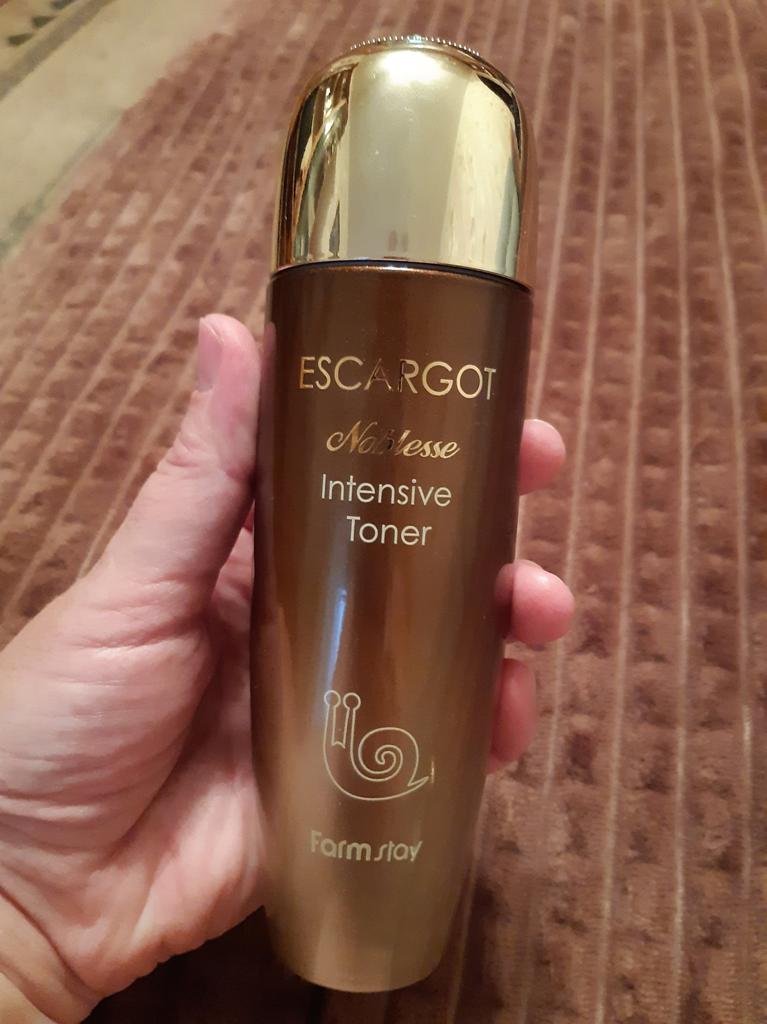 ESCARGOT
Noblesse
Intensive
Toner
Farmstay